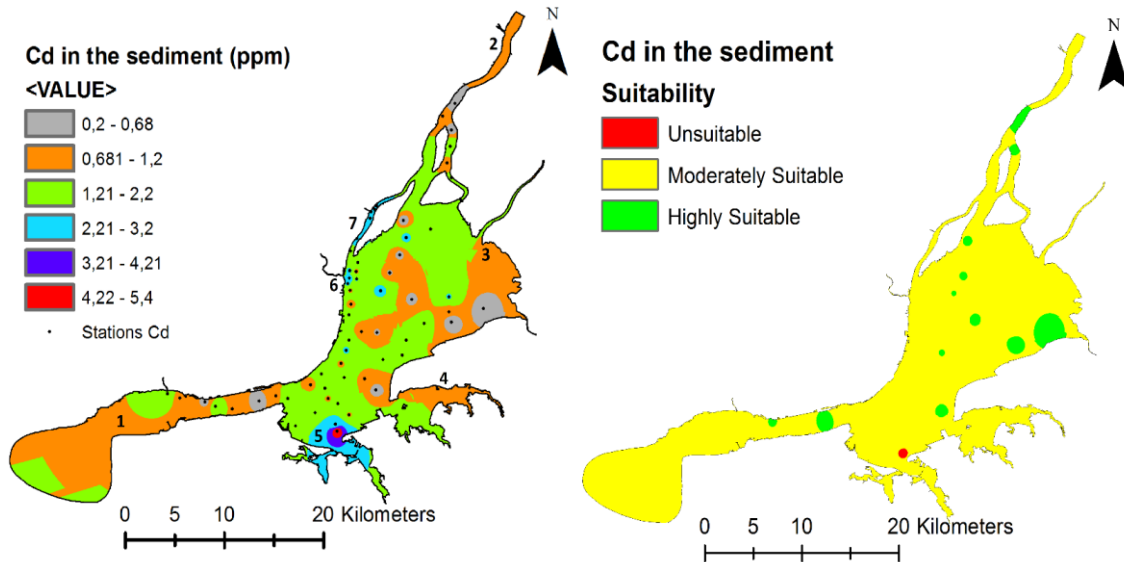 Cd in the sediment (ppm)
<VALUE>
0,2 - 0,68
0,681 - 1,2
1,21 - 2,2
2,21 - 3,2
3,21 - 4,21
4,22 - 5,4
Stations Cd
N
2
7
3
6
4
1
5
0 5 10 20 Kilometers
Cd in the sediment
Suitability
Unsuitable
Moderately Suitable
Highly Suitable
N
0 5 10 20 Kilometers